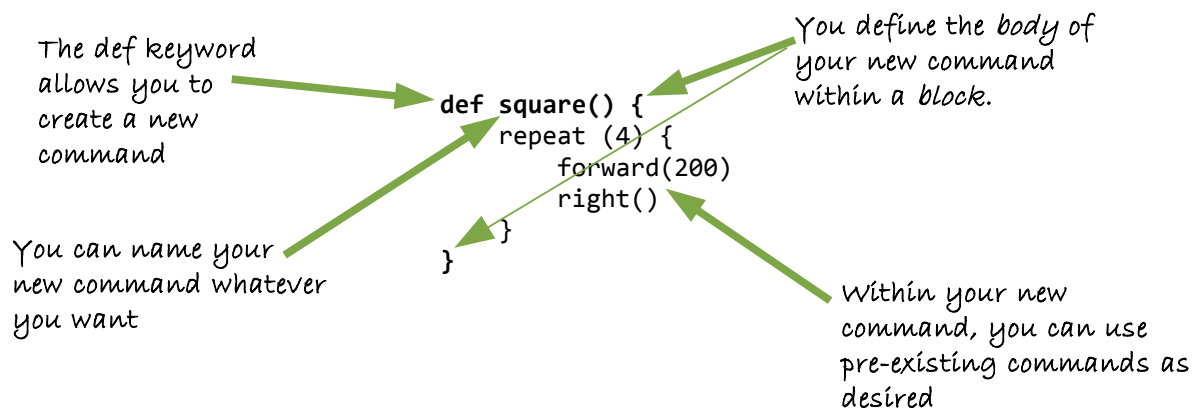 The def keyword
allows you to
create a new
command
You define the body of
your new command
within a block.
def square() {
repeat (4) {
forward(200)
right()
}
}
You can name your
new command whatever
you want
Within your new
command, you can use
pre-existing commands as
desired